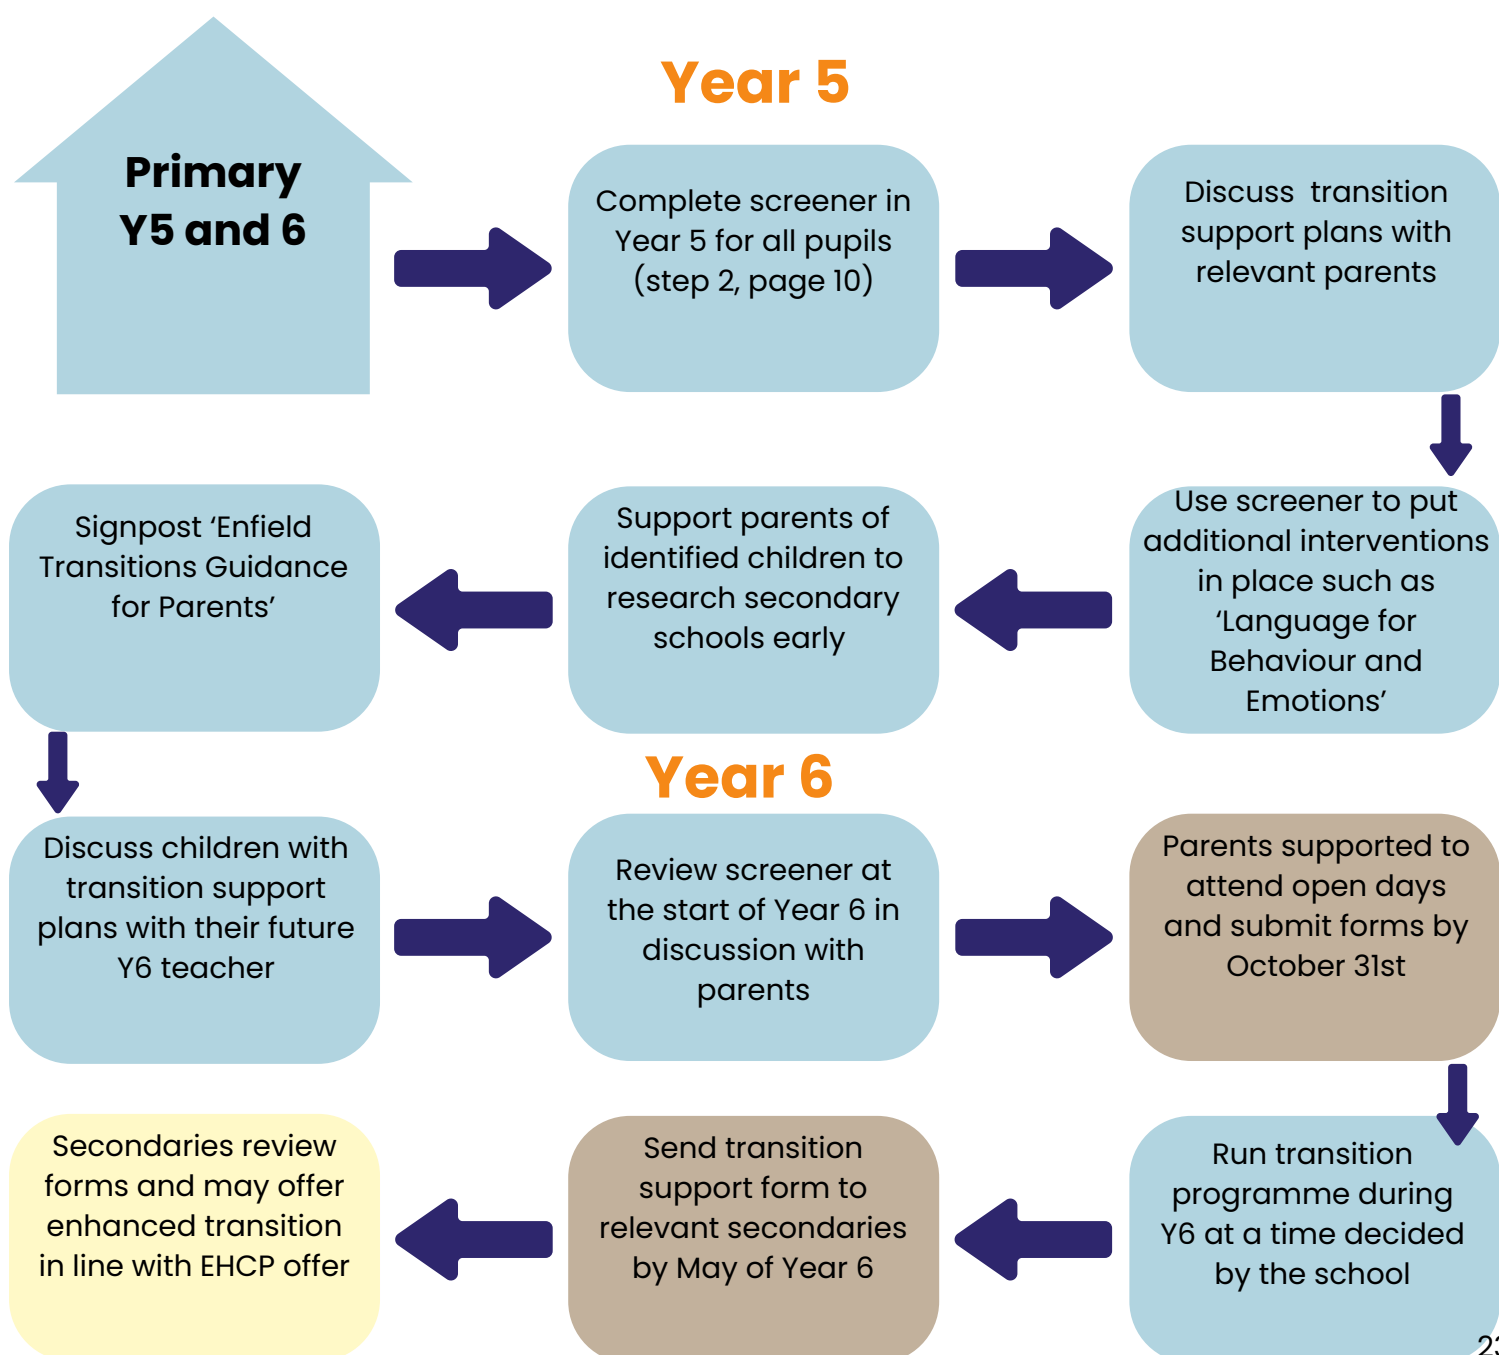 Primary
Y5 and 6
Year 5
Complete screener in
Year 5 for all pupils
(step 2, page 10)
Discuss  transition
support plans with
relevant parents
Use screener to put
additional interventions
in place such as
‘Language for
Behaviour and
Emotions’
Support parents of
identified children to
research secondary
schools early
Signpost ‘Enfield
Transitions Guidance
for Parents’
Year 6
Discuss children with
transition support
plans with their future
Y6 teacher
Review screener at
the start of Year 6 in
discussion with
parents
Parents supported to
attend open days
and submit forms by
October 31st
Run transition
programme during
Y6 at a time decided
by the school
Send transition
support form to
relevant secondaries
by May of Year 6
Secondaries review
forms and may offer
enhanced transition
in line with EHCP offer
23